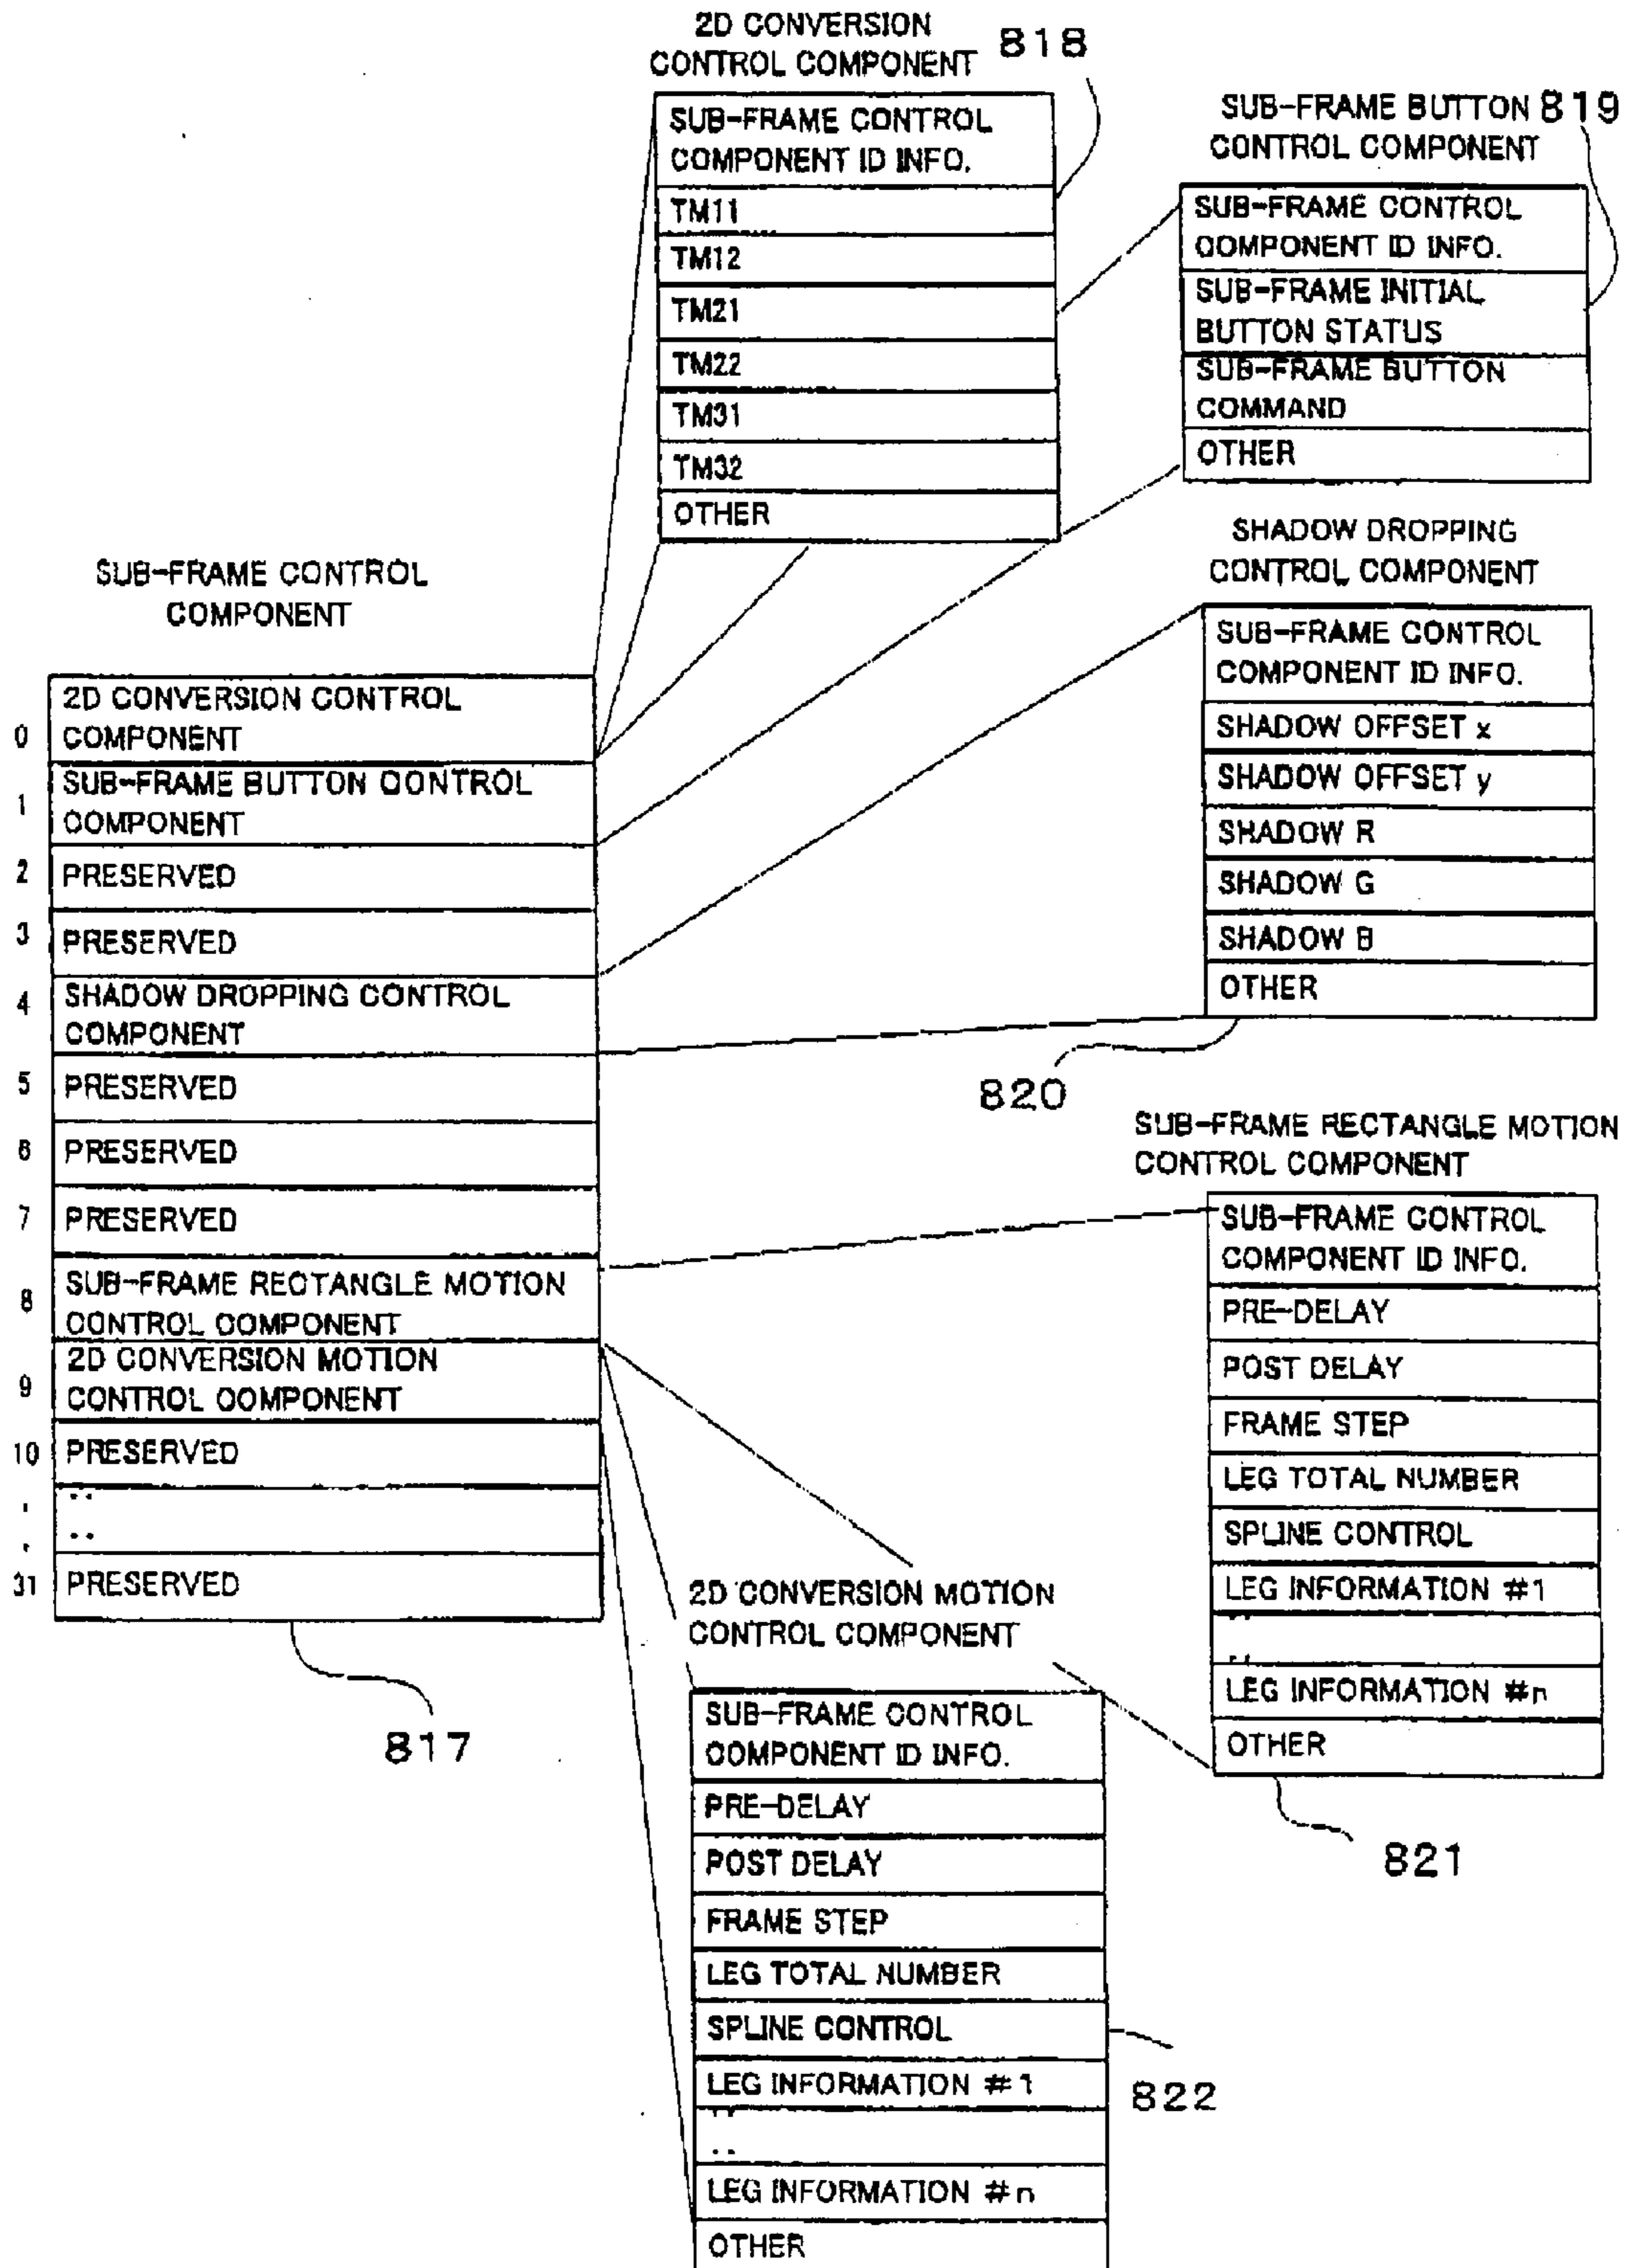 2D CONVERSION
CONTROL COMPONENT
818
SUB-FRAME CONTROL
COMPONENT ID INFO.
TM11
TM12
TM21
TM22
TM31
TM32
OTHER
SUB-FRAME BUTTON 819
CONTROL COMPONENT
SUB-FRAME CONTROL
COMPONENT ID INFO.
SUB-FRAME INITIAL
BUTTON STATUS
SUB-FRAME BUTTON
COMMAND
OTHER
SHADOW DROPPING
CONTROL COMPONENT
SUB-FRAME CONTROL
COMPONENT ID INFO.
SHADOW OFFSET x
SHADOW OFFSET y
SHADOW R
SHADOW G
SHADOW B
OTHER
820
SUB-FRAME CONTROL
COMPONENT
0 2D CONVERSION CONTROL
COMPONENT
1 SUB-FRAME BUTTON CONTROL
COMPONENT
2 PRESERVED
3 PRESERVED
4 SHADOW DROPPING CONTROL
COMPONENT
5 PRESERVED
6 PRESERVED
7 PRESERVED
8 SUB-FRAME RECTANGLE MOTION
CONTROL COMPONENT
9 2D CONVERSION MOTION
CONTROL COMPONENT
10 PRESERVED
. ..
. ..
31 PRESERVED
817
SUB-FRAME RECTANGLE MOTION
CONTROL COMPONENT
SUB-FRAME CONTROL
COMPONENT ID INFO.
PRE-DELAY
POST DELAY
FRAME STEP
LEG TOTAL NUMBER
SPLINE CONTROL
LEG INFORMATION #1
..
..
LEG INFORMATION #n
OTHER
821
2D CONVERSION MOTION
CONTROL COMPONENT
SUB-FRAME CONTROL
COMPONENT ID INFO.
PRE-DELAY
POST DELAY
FRAME STEP
LEG TOTAL NUMBER
SPLINE CONTROL
LEG INFORMATION #1
..
..
LEG INFORMATION #n
OTHER
822